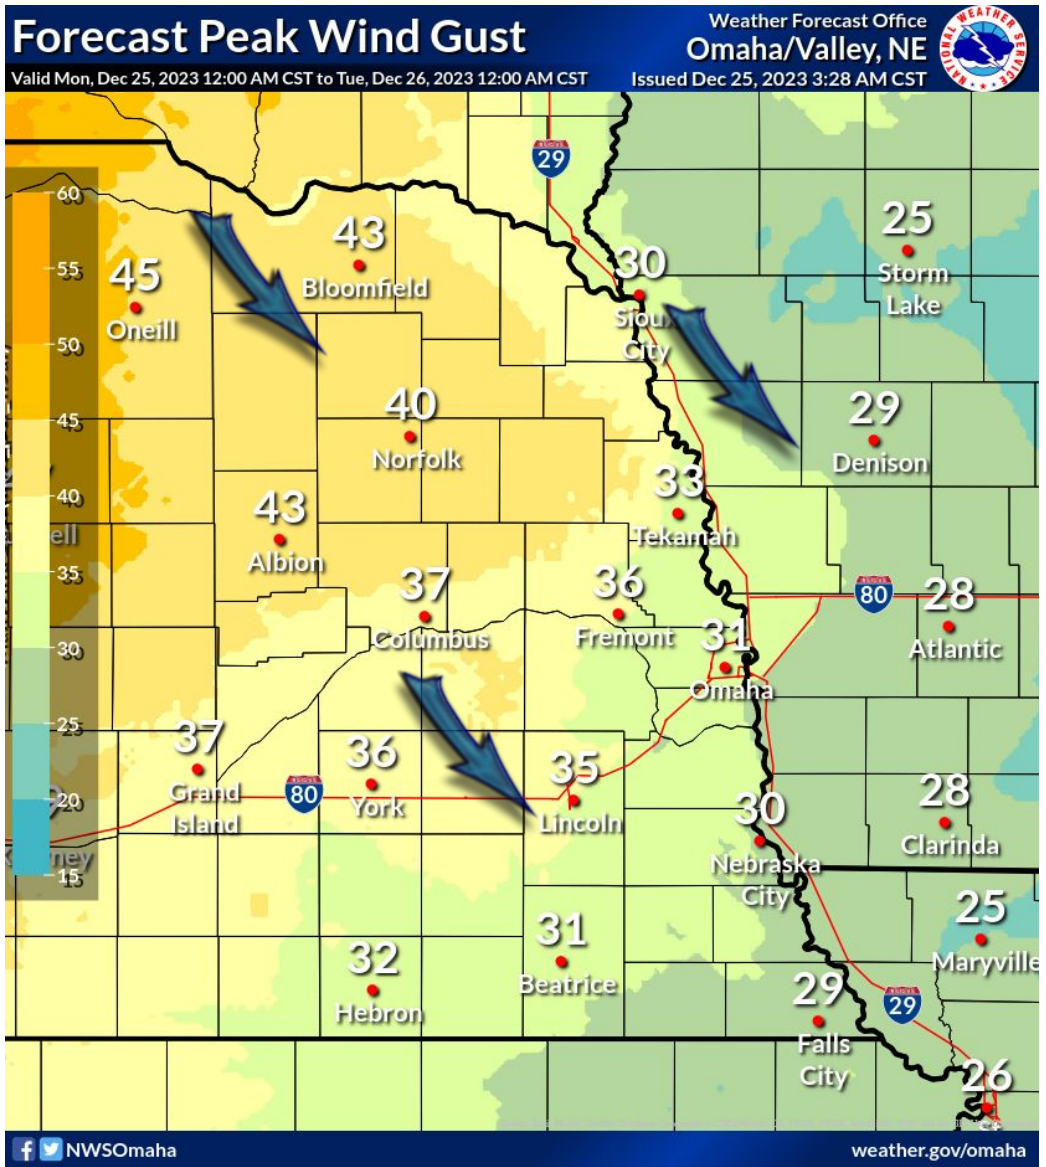 Forecast Peak Wind Gust
Valid Mon, Dec 25, 2023 12:00 AM CST to Tue, Dec 26, 2023 12:00 AM CST
Weather Forecast Office
Omaha/Valley, NE
Issued Dec 25, 2023 3:28 AM CST
NATIONAL WEATHER SERVICE
29
60
55
50
45
40
35
30
25
20
15
45
Oneill
43
Bloomfield
30
Sioux
City
25
Storm
Lake
40
Norfolk
29
Denison
43
Albion
33
Tekamah
37
Columbus
36
Fremont
80
28
Atlantic
31
Omaha
37
Grand
Island
80
36
York
35
Lincoln
30
Nebraska
City
28
Clarinda
32
Hebron
31
Beatrice
25
Maryville
29
Falls
City
29
26
NWSOmaha
weather.gov/omaha